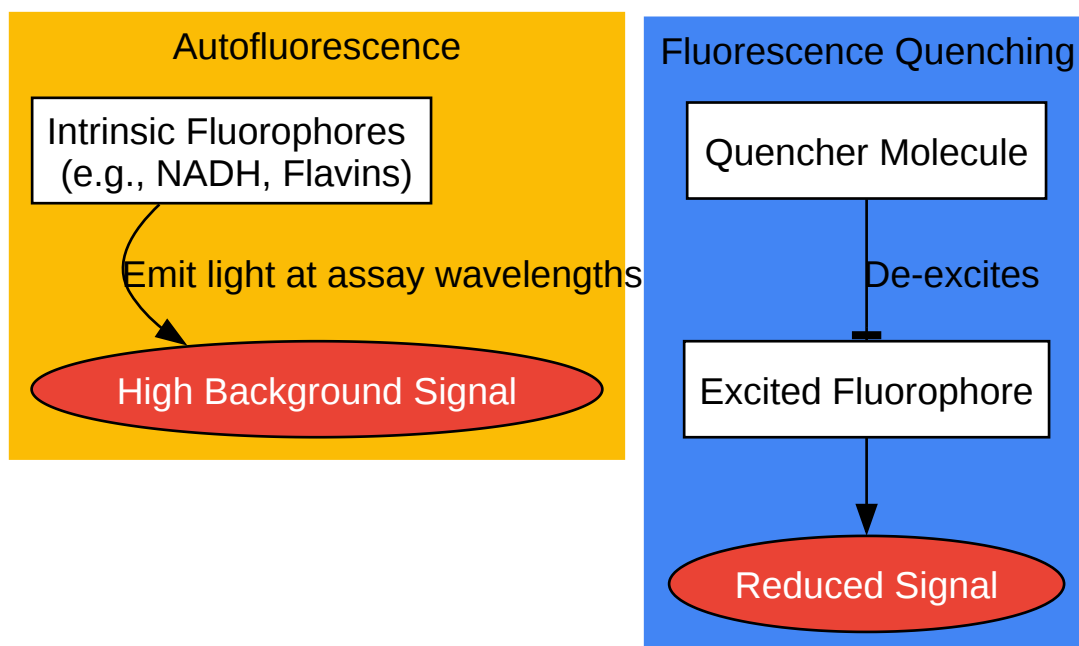 Autofluorescence
Intrinsic Fluorophores
(e.g., NADH, Flavins)
Emit light at assay wavelengths
High Background Signal
Fluorescence Quenching
Quencher Molecule
De-excites
Excited Fluorophore
Reduced Signal